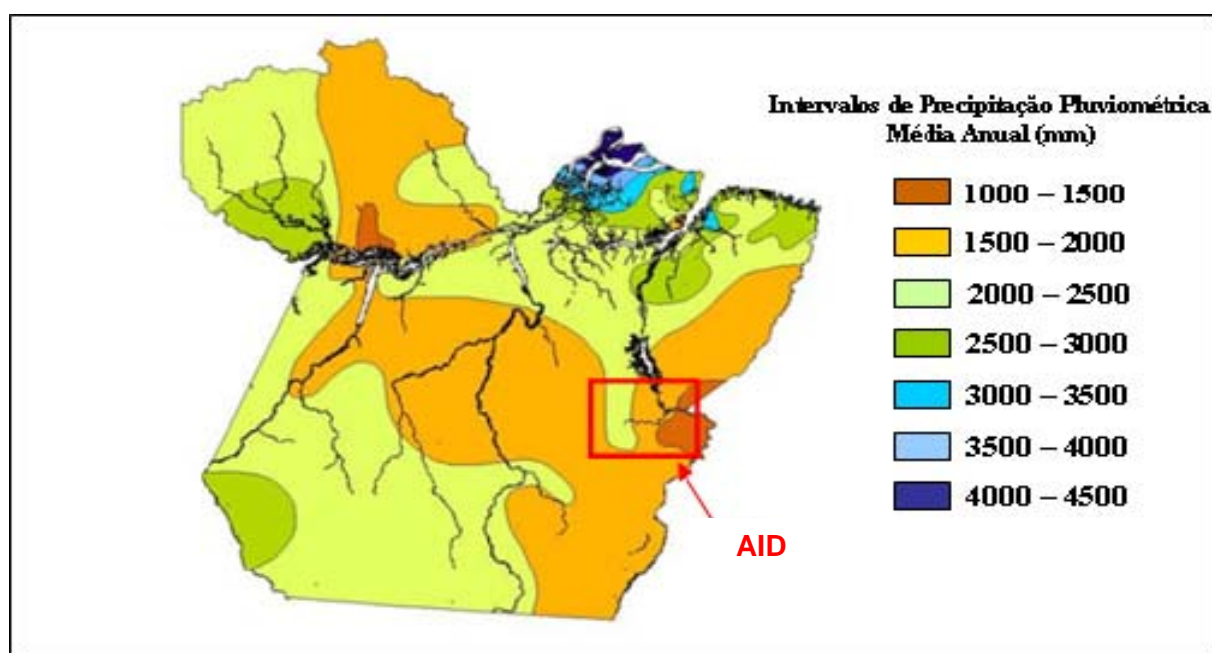 Intervalos de Precipitação Pluviométrica
Média Anual (mm)
1000 – 1500
1500 – 2000
2000 – 2500
2500 – 3000
3000 – 3500
3500 – 4000
4000 – 4500
AID